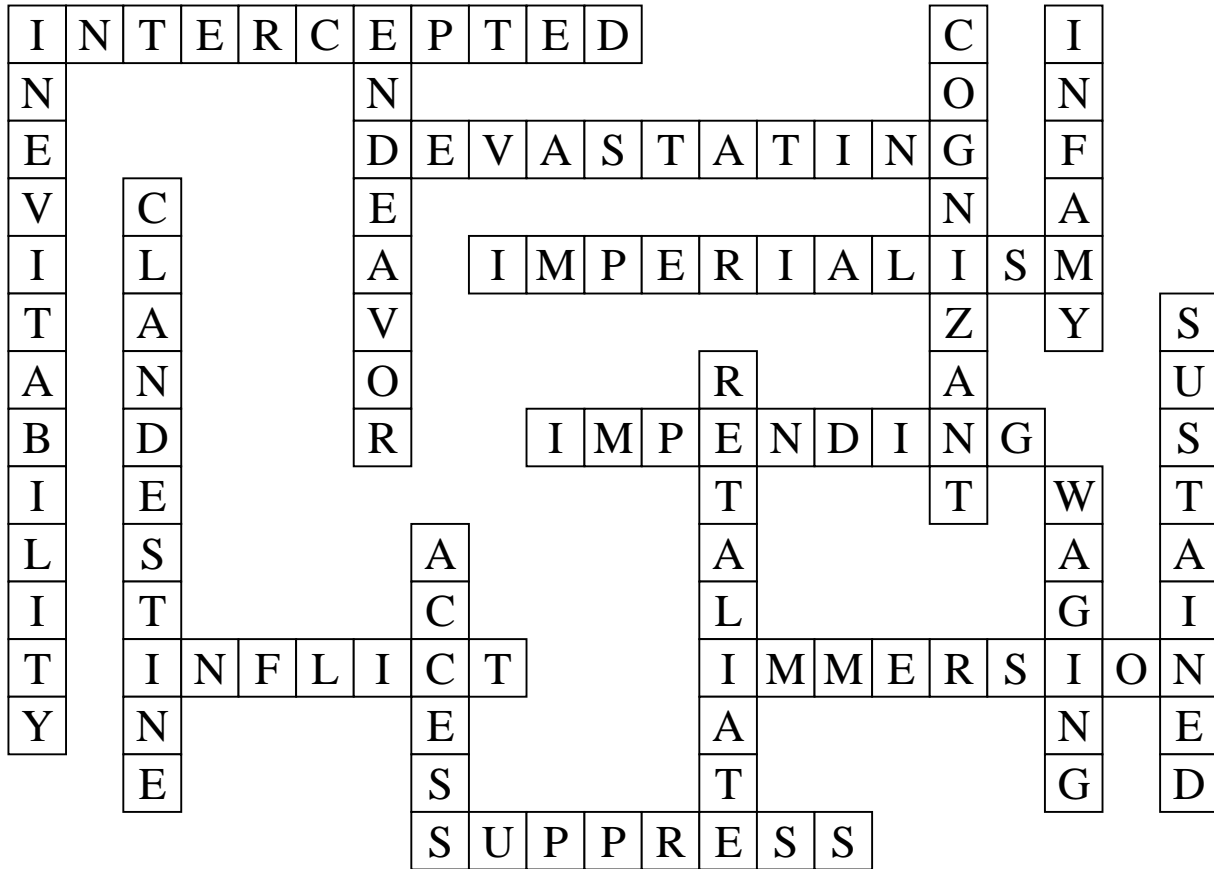 INTERCEPTED
INEVITABILITY
ENDEAVOR
COGNIZANT
INFAMY
DEVASTATING
CLANDESTINE
IMPERIALISM
SUSTAINED
RETALIATE
IMPENDING
WAGING
ACCESS
INFLICT
IMMERSION
SUPPRESS